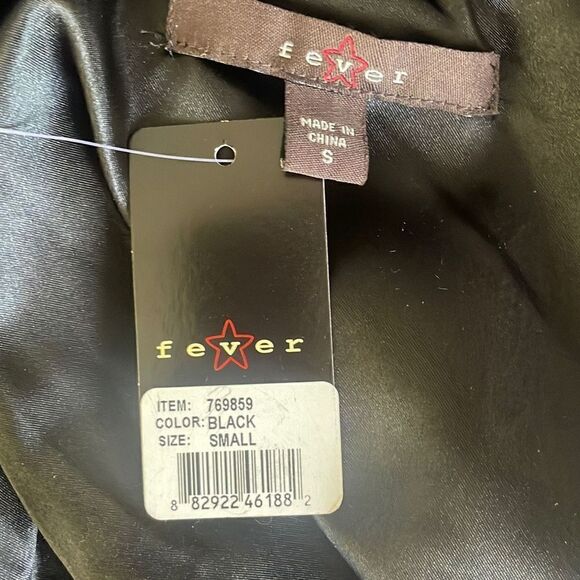 fever
MADE IN
CHINA
S
fever
ITEM: 769859
COLOR: BLACK
SIZE: SMALL
8 82922 46188 2